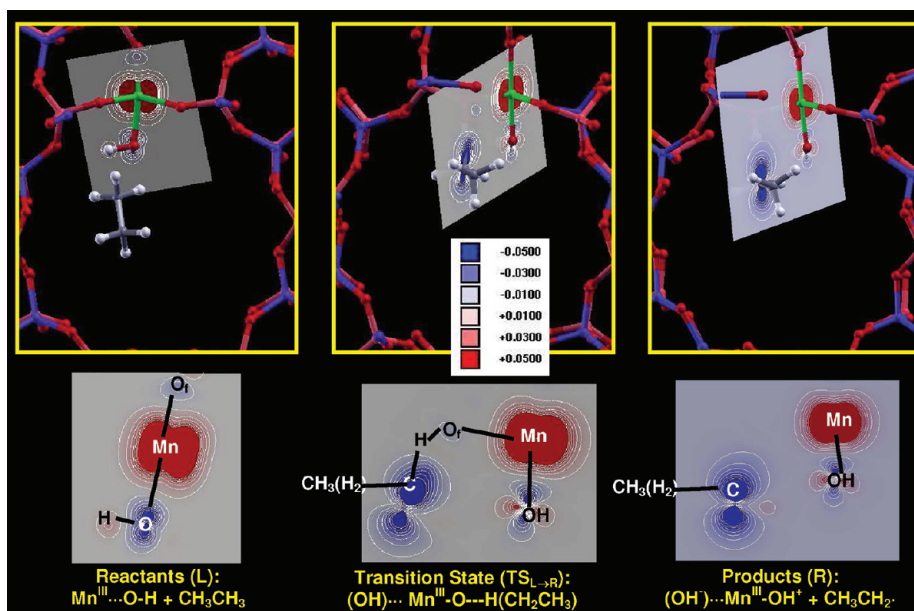 -0.0500
-0.0300
-0.0100
+0.0100
+0.0300
+0.0500
Of
Mn
H
O
H
Of
Mn
CH₃(H₂)
C
OH
Mn
OH
CH₃(H₂)
C
Reactants (L):
Mnᴵᴵᴵ...O-H + CH₃CH₃
Transition State (TS_L→R):
(OH)... Mnᴵᴵᴵ-O---H(CH₂CH₃)
Products (R):
(OH⁻)...Mnᴵᴵᴵ-OH⁺ + CH₃CH₂·